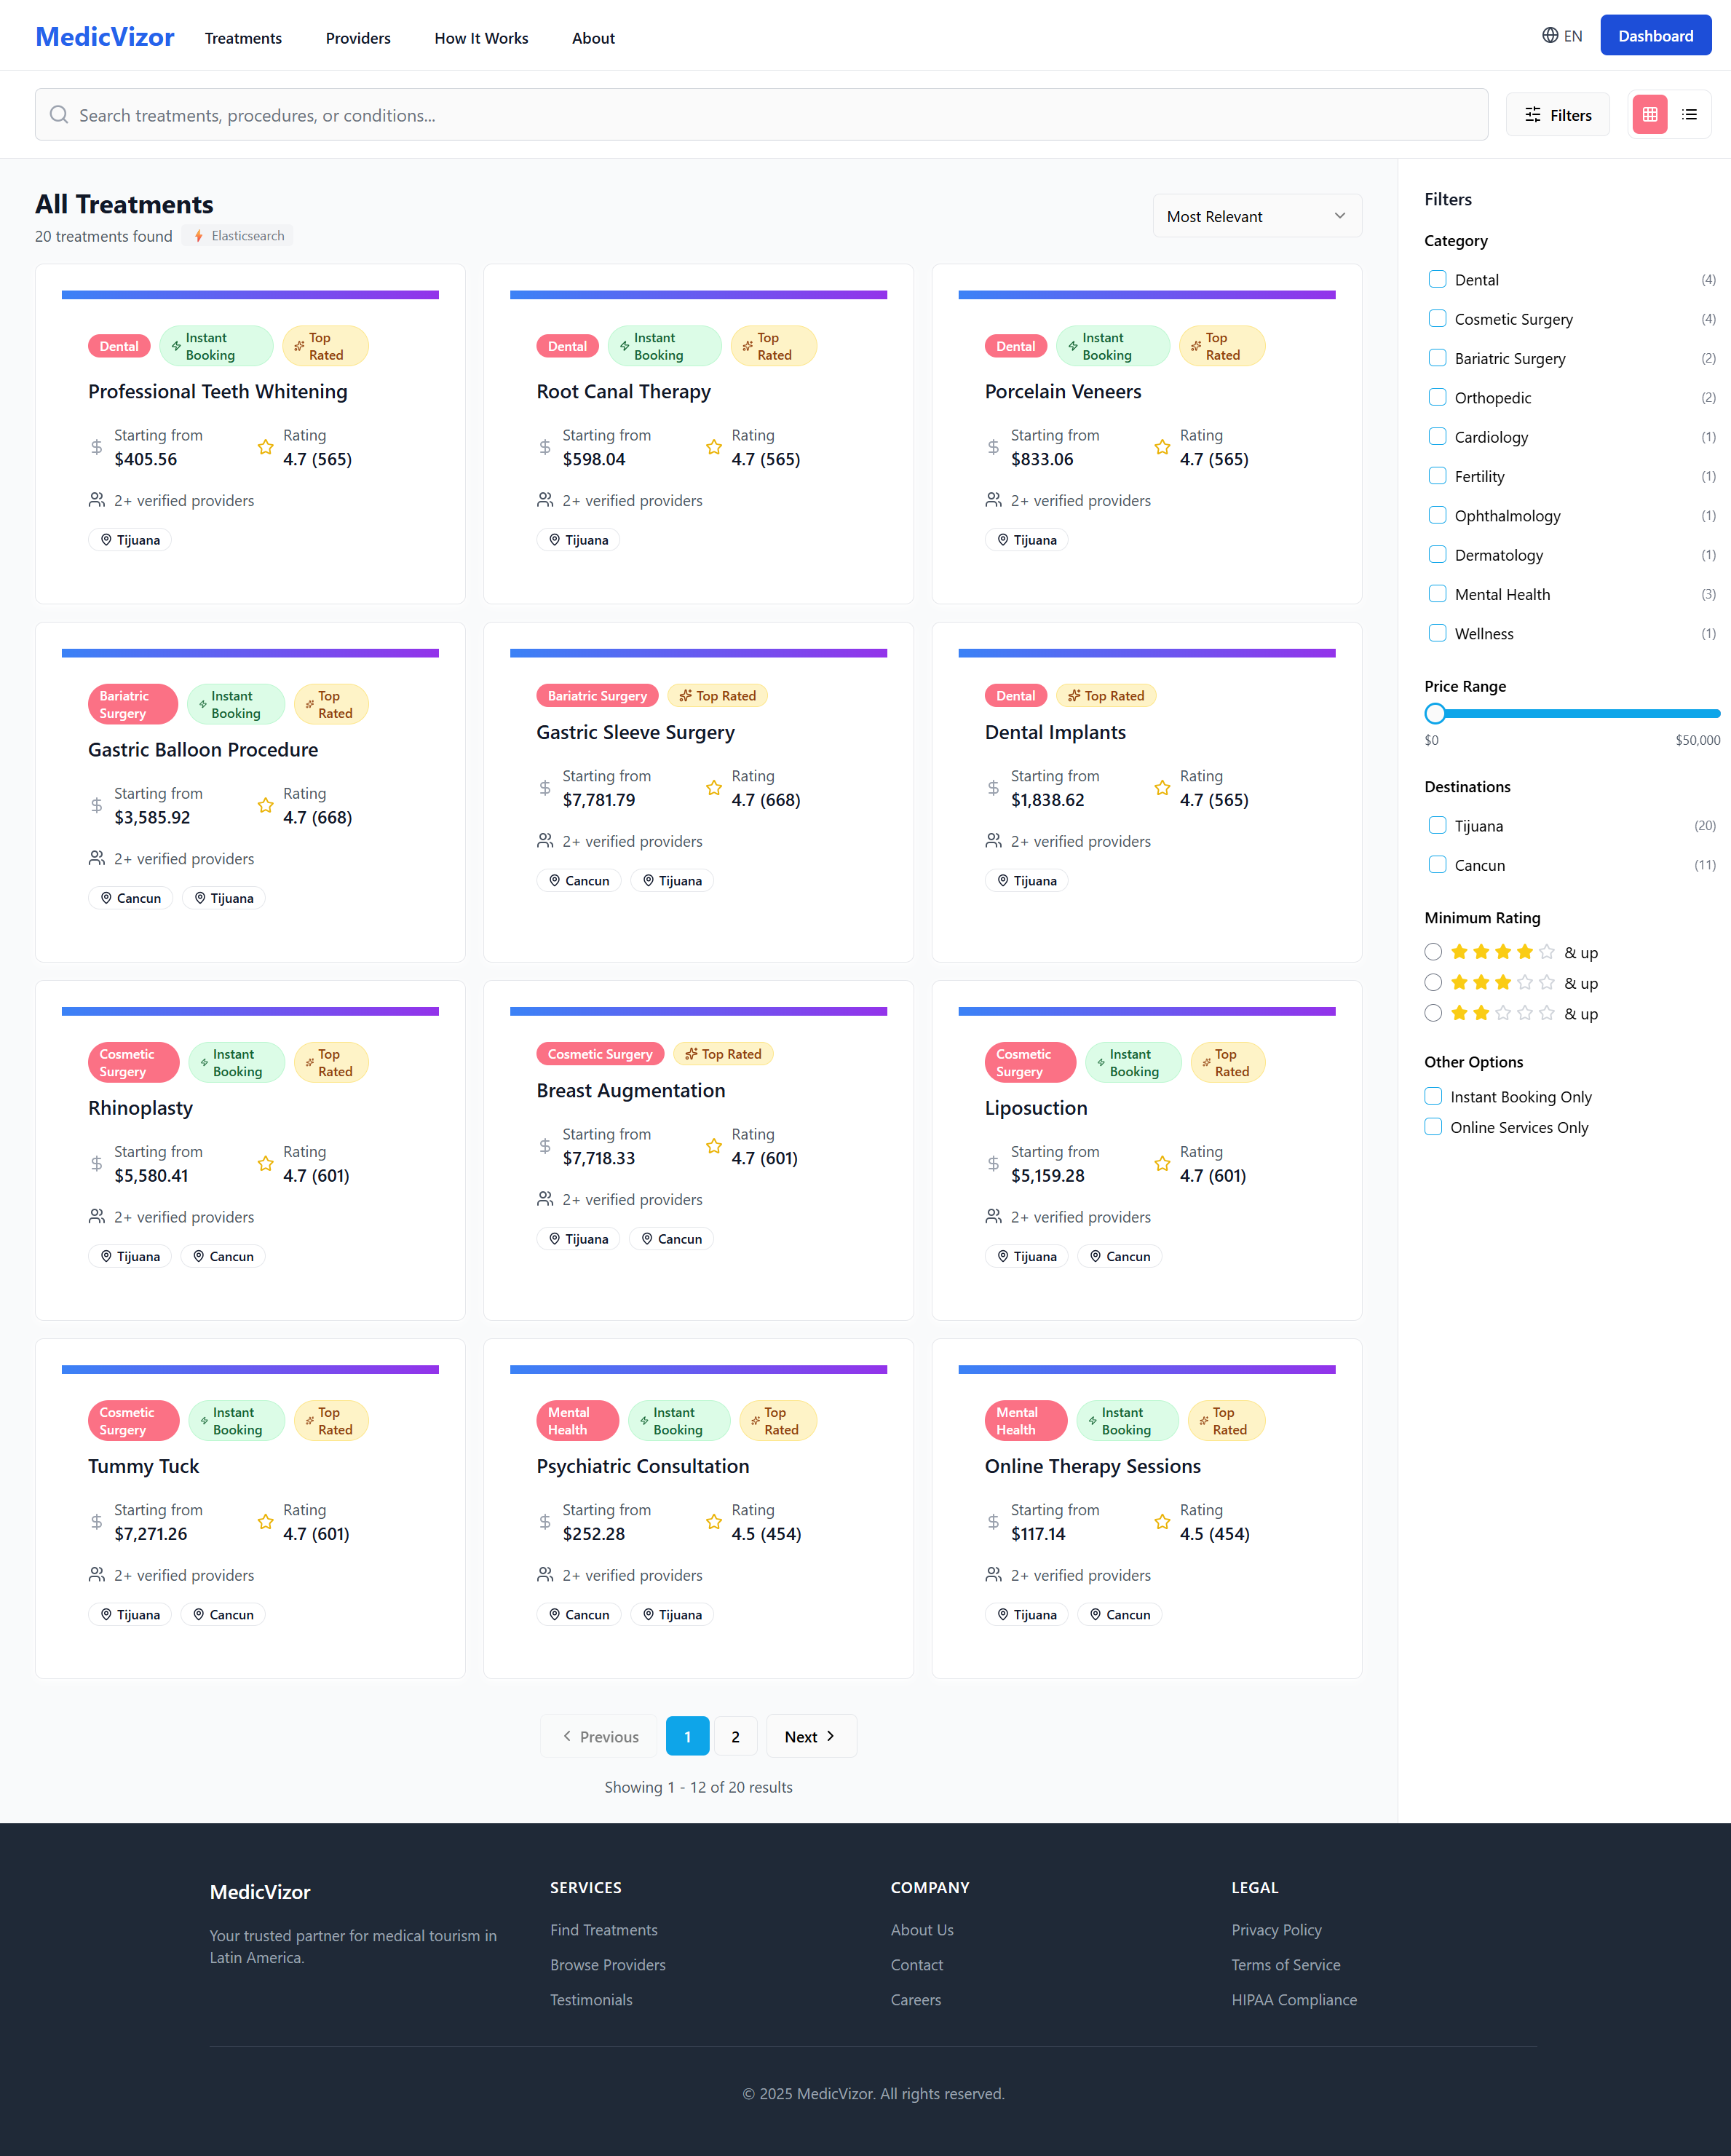 MedicVizor
Treatments
Providers
How It Works
About
EN
Dashboard
Search treatments, procedures, or conditions...
Filters
All Treatments
20 treatments found
Elasticsearch
Most Relevant
Dental
Instant
Booking
Top
Rated
Professional Teeth Whitening
Starting from
$405.56
Rating
4.7 (565)
2+ verified providers
Tijuana
Dental
Instant
Booking
Top
Rated
Root Canal Therapy
Starting from
$598.04
Rating
4.7 (565)
2+ verified providers
Tijuana
Dental
Instant
Booking
Top
Rated
Porcelain Veneers
Starting from
$833.06
Rating
4.7 (565)
2+ verified providers
Tijuana
Bariatric
Surgery
Instant
Booking
Top
Rated
Gastric Balloon Procedure
Starting from
$3,585.92
Rating
4.7 (668)
2+ verified providers
Cancun
Tijuana
Bariatric Surgery
Top Rated
Gastric Sleeve Surgery
Starting from
$7,781.79
Rating
4.7 (668)
2+ verified providers
Cancun
Tijuana
Dental
Top Rated
Dental Implants
Starting from
$1,838.62
Rating
4.7 (565)
2+ verified providers
Tijuana
Cosmetic
Surgery
Instant
Booking
Top
Rated
Rhinoplasty
Starting from
$5,580.41
Rating
4.7 (601)
2+ verified providers
Tijuana
Cancun
Cosmetic Surgery
Top Rated
Breast Augmentation
Starting from
$7,718.33
Rating
4.7 (601)
2+ verified providers
Tijuana
Cancun
Cosmetic
Surgery
Instant
Booking
Top
Rated
Liposuction
Starting from
$5,159.28
Rating
4.7 (601)
2+ verified providers
Tijuana
Cancun
Cosmetic
Surgery
Instant
Booking
Top
Rated
Tummy Tuck
Starting from
$7,271.26
Rating
4.7 (601)
2+ verified providers
Tijuana
Cancun
Mental
Health
Instant
Booking
Top
Rated
Psychiatric Consultation
Starting from
$252.28
Rating
4.5 (454)
2+ verified providers
Cancun
Tijuana
Mental
Health
Instant
Booking
Top
Rated
Online Therapy Sessions
Starting from
$117.14
Rating
4.5 (454)
2+ verified providers
Tijuana
Cancun
Previous
1
2
Next
Showing 1 - 12 of 20 results
Filters
Category
Dental (4)
Cosmetic Surgery (4)
Bariatric Surgery (2)
Orthopedic (2)
Cardiology (1)
Fertility (1)
Ophthalmology (1)
Dermatology (1)
Mental Health (3)
Wellness (1)
Price Range
$0 $50,000
Destinations
Tijuana (20)
Cancun (11)
Minimum Rating
& up
& up
& up
Other Options
Instant Booking Only
Online Services Only
MedicVizor
Your trusted partner for medical tourism in
Latin America.
SERVICES
Find Treatments
Browse Providers
Testimonials
COMPANY
About Us
Contact
Careers
LEGAL
Privacy Policy
Terms of Service
HIPAA Compliance
© 2025 MedicVizor. All rights reserved.